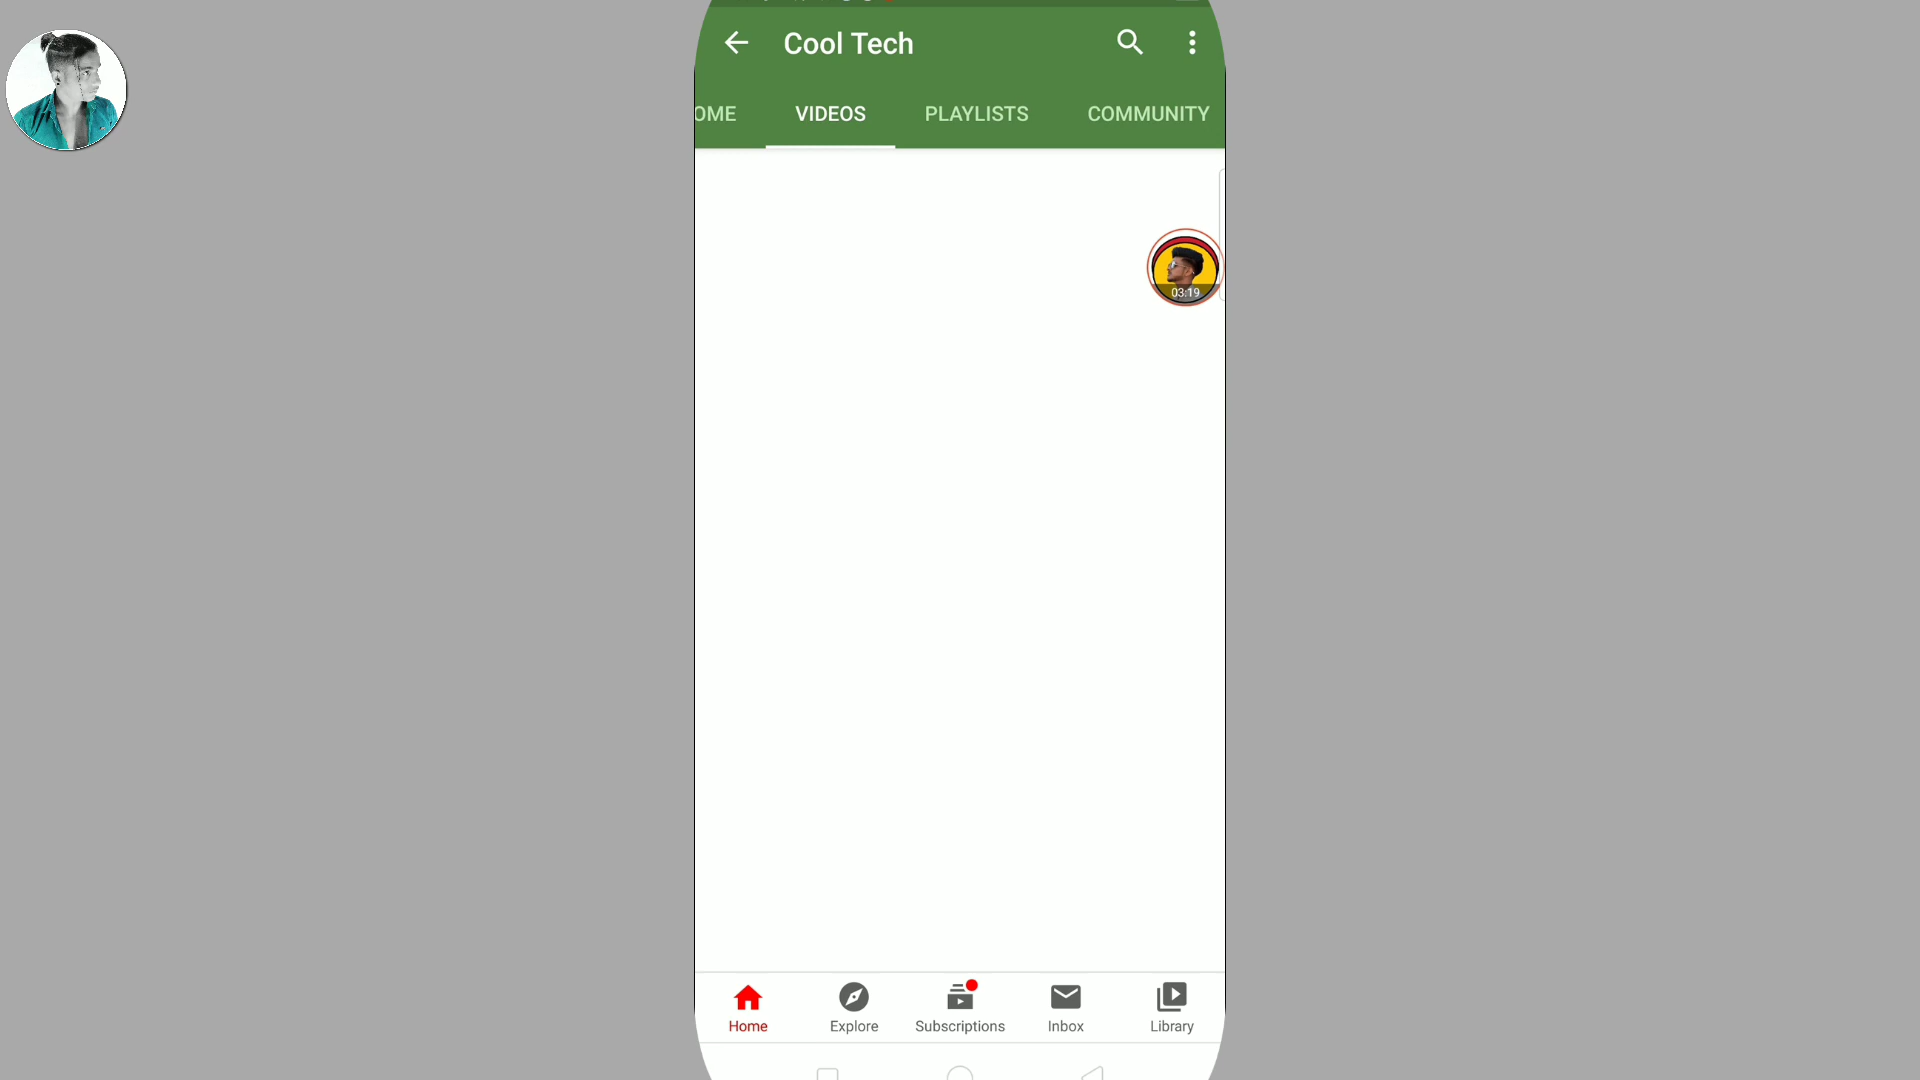 Cool Tech
OME VIDEOS PLAYLISTS COMMUNITY
03:19
Home Explore Subscriptions Inbox Library